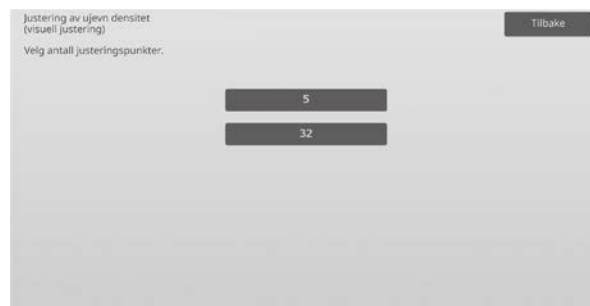 Justering av ujevn densitet
(visuell justering)
Tilbake
Velg antall justeringspunkter.
5
32